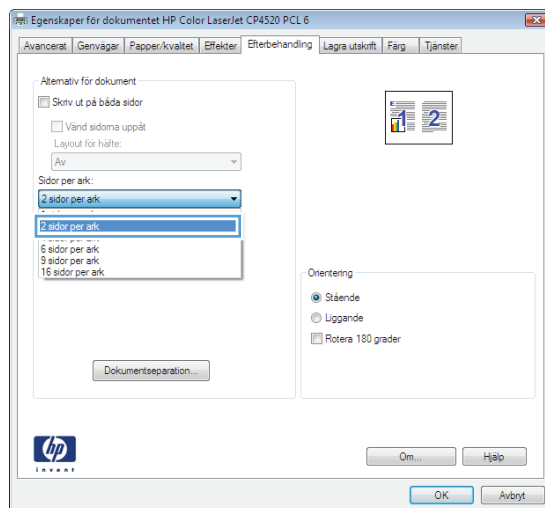 Egenskaper för dokumentet HP Color LaserJet CP4520 PCL 6
Avancerat Genvägar Papper/kvalitet Effekter Efterbehandling Lagra utskrift Färg Tjänster
Alternativ för dokument
Skriv ut på båda sidor
Vänd sidorna uppåt
Layout för häfte:
Av
Sidor per ark:
2 sidor per ark
2 sidor per ark
6 sidor per ark
9 sidor per ark
16 sidor per ark
Dokumentseparation...
E
1 2
Orientering
Stående
Liggande
Rotera 180 grader
hp
invent
Om... Hjälp
OK Avbryt